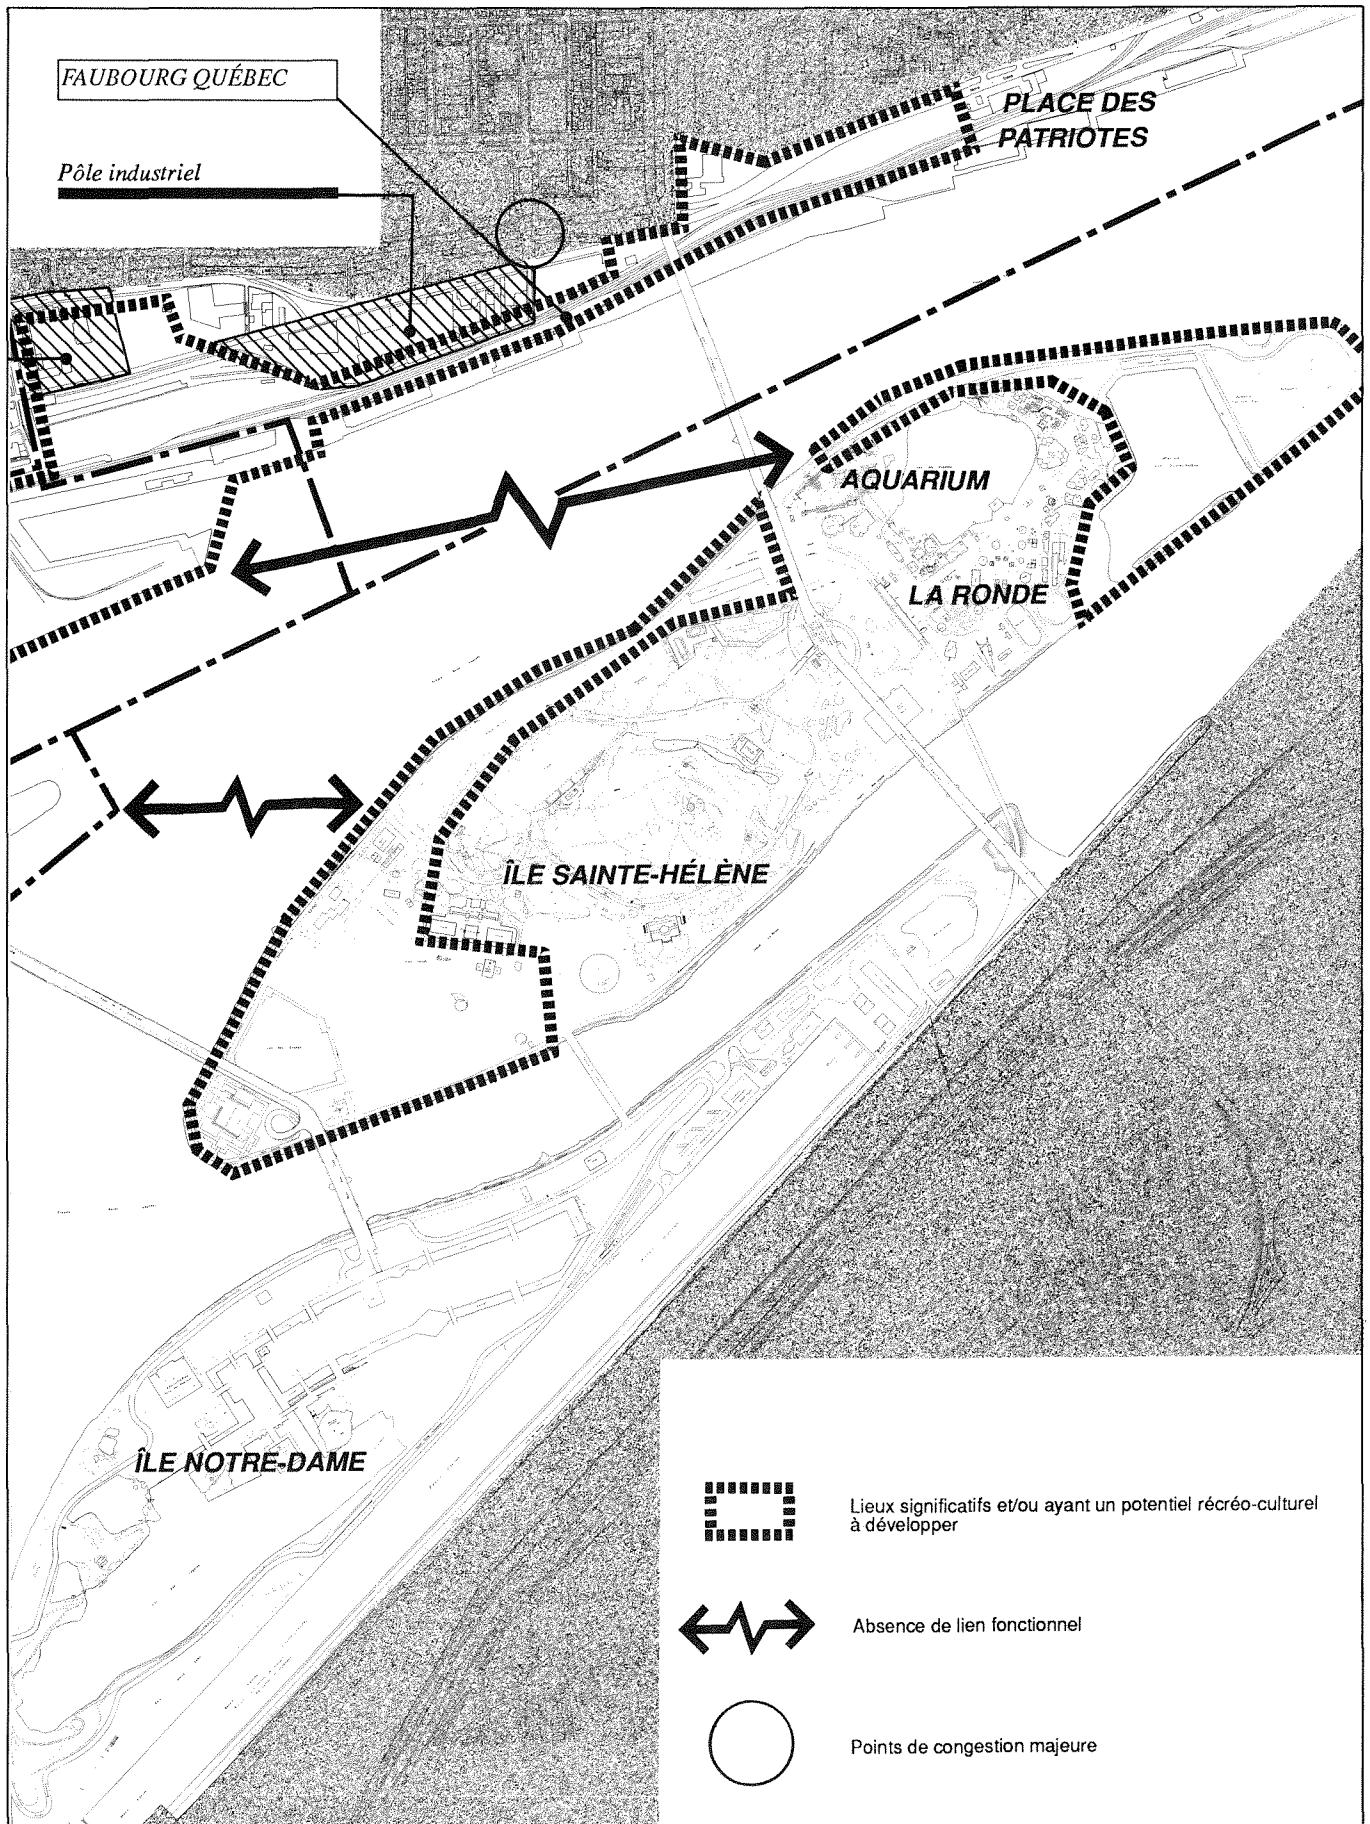 FAUBOURG QUÉBEC
Pôle industriel
PLACE DES
PATRIOTES
AQUARIUM
LA RONDE
ÎLE SAINTE-HÉLÈNE
ÎLE NOTRE-DAME
Lieux significatifs et/ou ayant un potentiel récréo-culturel
à développer
Absence de lien fonctionnel
Points de congestion majeure